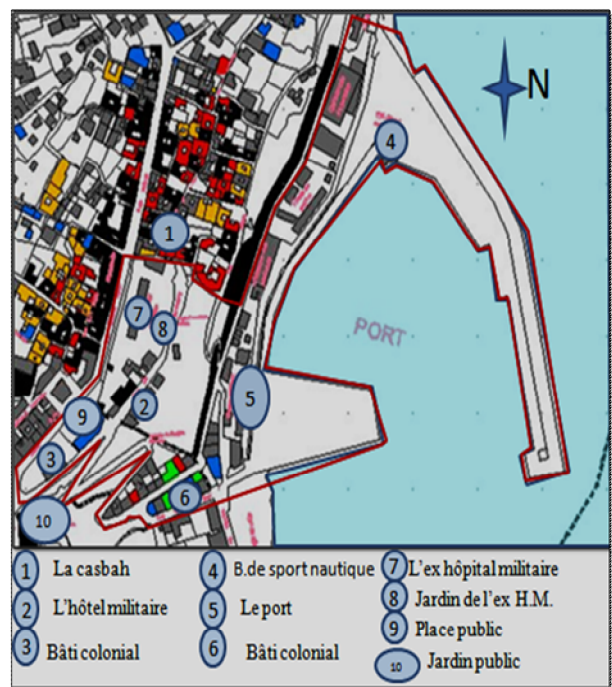 N
4
1
7
8
PORT
5
2
9
3
6
10
1 La casbah
2 L'hôtel militaire
3 Bâti colonial
4 B.de sport nautique
5 Le port
6 Bâti colonial
7 L'ex hôpital militaire
8 Jardin de l'ex H.M.
9 Place public
10 Jardin public